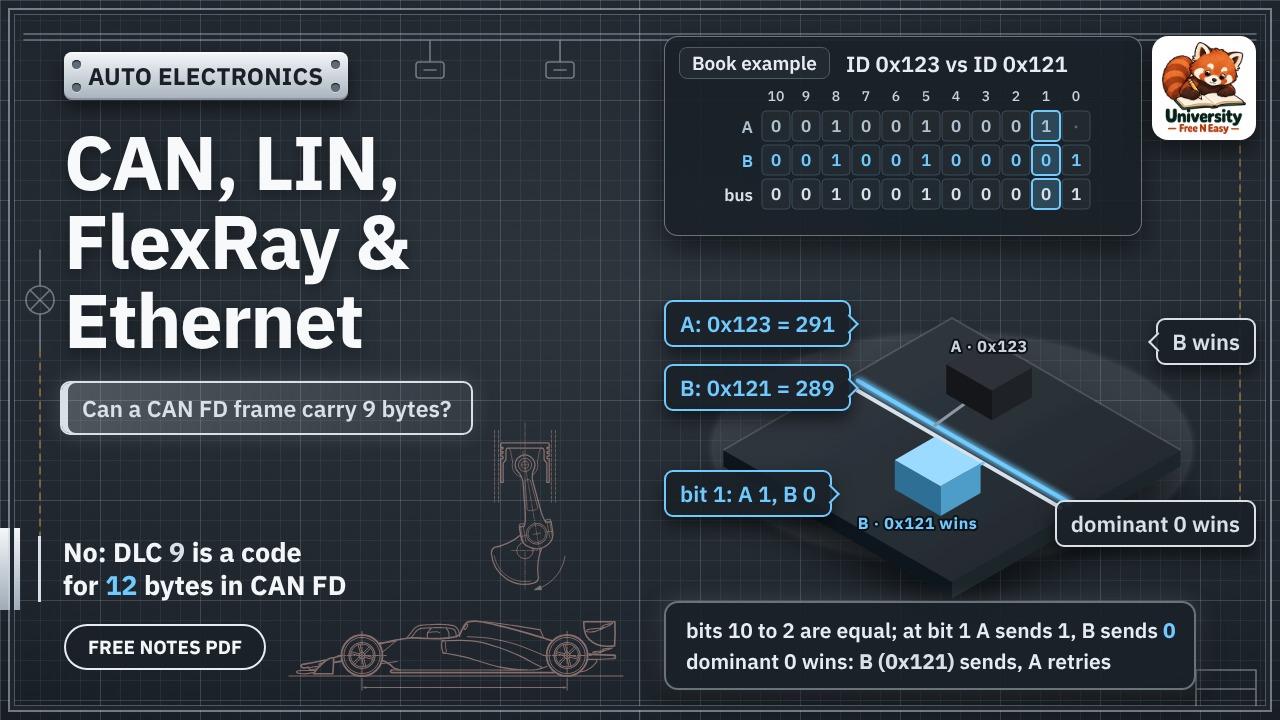 AUTO ELECTRONICS
CAN, LIN,
FlexRay &
Ethernet
Can a CAN FD frame carry 9 bytes?
No: DLC 9 is a code
for 12 bytes in CAN FD
FREE NOTES PDF
Book example
ID 0x123 vs ID 0x121
10 9 8 7 6 5 4 3 2 1 0
A 0 0 1 0 0 1 0 0 0 1 ·
B 0 0 1 0 0 1 0 0 0 0 1
bus 0 0 1 0 0 1 0 0 0 0 1
University
Free N Easy
A: 0x123 = 291
B: 0x121 = 289
bit 1: A 1, B 0
A · 0x123
B · 0x121 wins
B wins
dominant 0 wins
bits 10 to 2 are equal; at bit 1 A sends 1, B sends 0
dominant 0 wins: B (0x121) sends, A retries